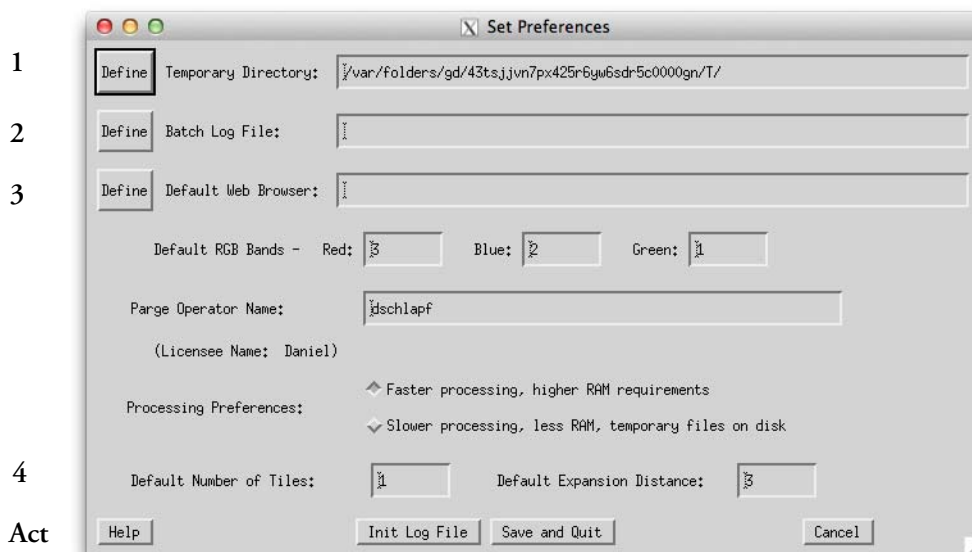 Set Preferences
1 Define Temporary Directory: /var/folders/gd/43tsjjvn7px425r6yw6sdr5c0000gn/T/
2 Define Batch Log File:
3 Define Default Web Browser:
Default RGB Bands - Red: 3 Blue: 2 Green: 1
Parge Operator Name: dschlapf
(Licensee Name: Daniel)
Faster processing, higher RAM requirements
Processing Preferences:
Slower processing, less RAM, temporary files on disk
4 Default Number of Tiles: 1 Default Expansion Distance: 3
Act Help Init Log File Save and Quit Cancel